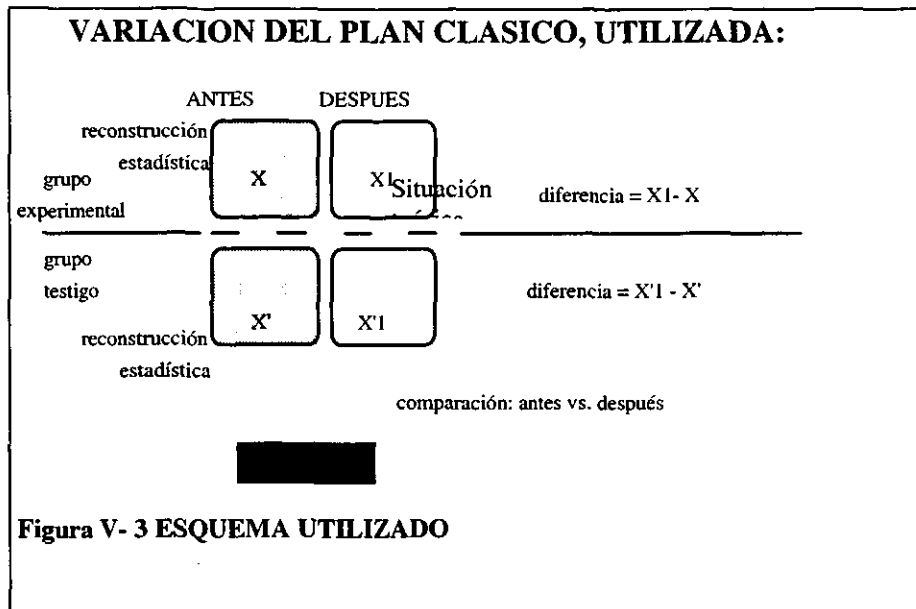 VARIACION DEL PLAN CLASICO, UTILIZADA:
ANTES DESPUES
reconstrucción
estadística
grupo
experimental
X
X1
Situación
diferencia = X1- X
grupo
testigo
X'
X'1
diferencia = X'1 - X'
reconstrucción
estadística
comparación: antes vs. después
Figura V- 3 ESQUEMA UTILIZADO